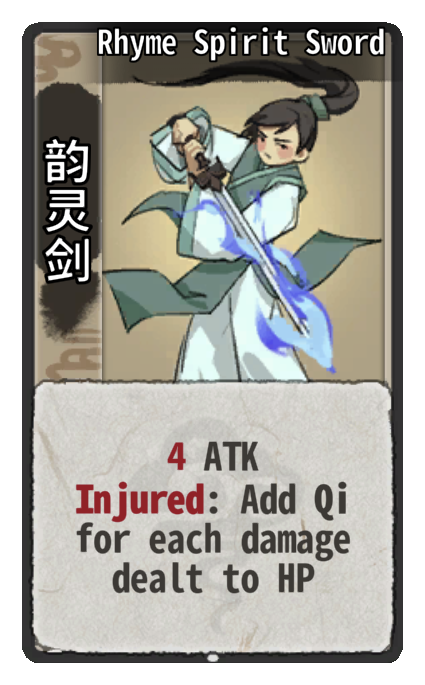 Rhyme Spirit Sword
韵灵剑
4 ATK
Injured: Add Qi
for each damage
dealt to HP